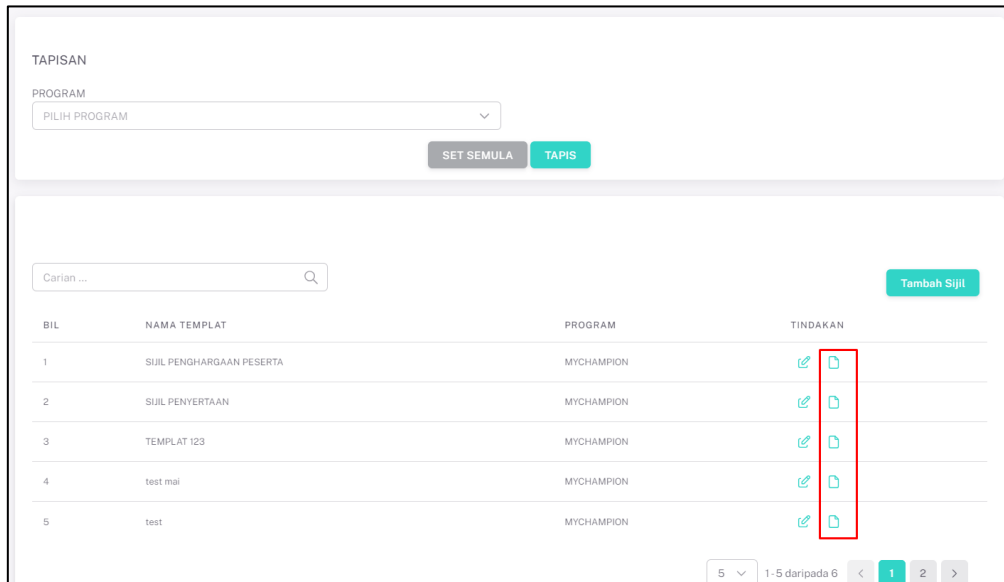 TAPISAN
PROGRAM
PILIH PROGRAM
SET SEMULA TAPIS
Carian ...
Tambah Sijil
BIL NAMA TEMPLAT PROGRAM TINDAKAN
1 SIJIL PENGHARGAAN PESERTA MYCHAMPION
2 SIJIL PENYERTAAN MYCHAMPION
3 TEMPLAT 123 MYCHAMPION
4 test mai MYCHAMPION
5 test MYCHAMPION
5 1-5 daripada 6 < 1 2 >